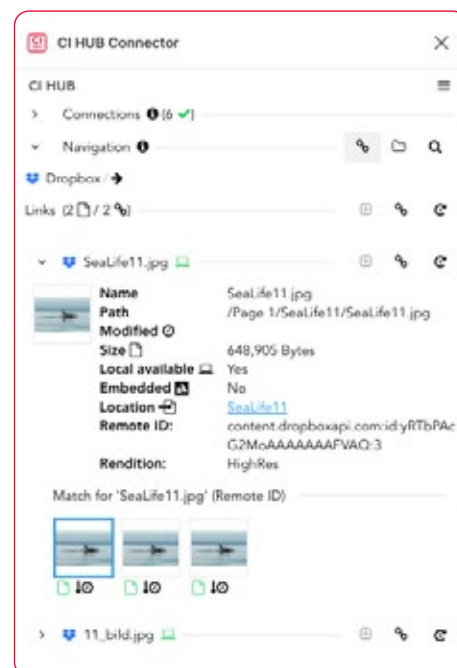 CI HUB Connector
CI HUB
Connections (6 ✔)
Navigation
Dropbox /
Links (2 / 2)
SeaLife11.jpg
Name SeaLife11.jpg
Path /Page 1/SeaLife11/SeaLife11.jpg
Modified
Size 648,905 Bytes
Local available Yes
Embedded No
Location SeaLife11
Remote ID: content.dropboxapi.com:id:yRTbPAc
G2MoAAAAAAAFVAQ:3
Rendition: HighRes
Match for 'SeaLife11.jpg' (Remote ID)
11_bild.jpg